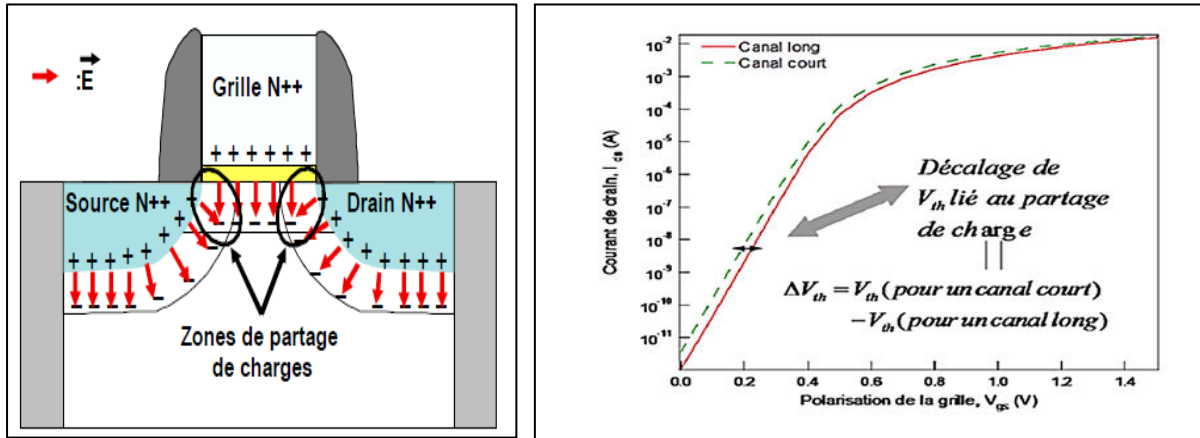 :E
Grille N++
+ + + + + +
Source N++
Drain N++
Zones de partage
de charges
Canal long
Canal court
Courant de drain, I_ds (A)
10^-2
10^-3
10^-4
10^-5
10^-6
10^-7
10^-8
10^-9
10^-10
10^-11
Décalage de
V_th lié au partage
de charge
ΔV_th = V_th (pour un canal court)
−V_th (pour un canal long)
0.0 0.2 0.4 0.6 0.8 1.0 1.2 1.4
Polarisation de la grille, V_gs (V)